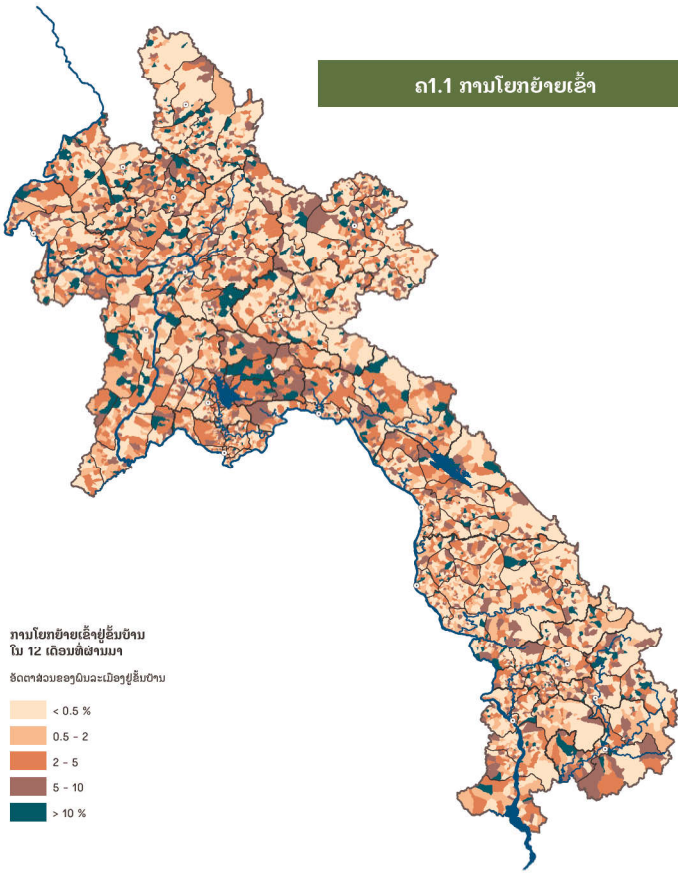 ຄ1.1 ການໂຍກຍ້າຍເຂົ້າ
ການໂຍກຍ້າຍເຂົ້າຢູ່ຂັ້ນບ້ານ
ໃນ 12 ເດືອນທີ່ຜ່ານມາ
ອັດຕາສ່ວນຂອງພົນລະເມືອງຢູ່ຂັ້ນບ້ານ
< 0.5 %
0.5 - 2
2 - 5
5 - 10
> 10 %